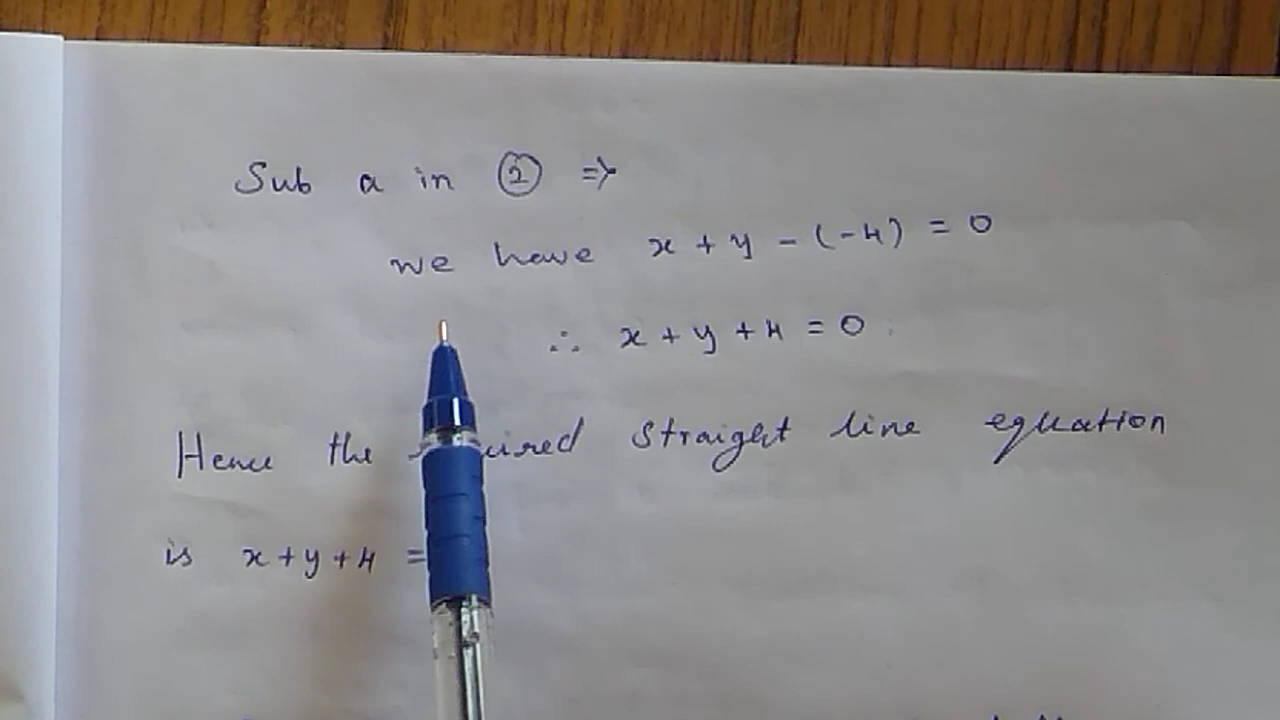 Sub a in ② ⇒
we have x + y - (-4) = 0
∴ x + y + 4 = 0
Hence the straight line equation
is x + y + 4 =